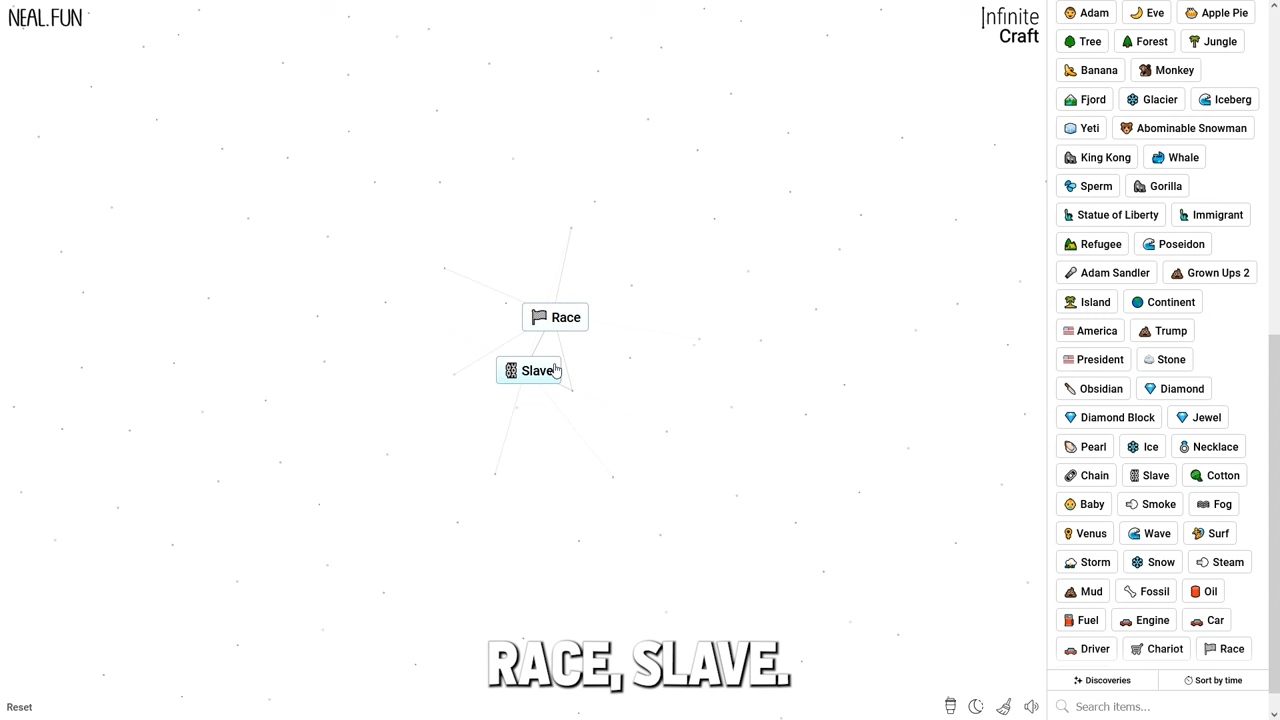 NEAL.FUN
Infinite
Craft
Adam Eve Apple Pie
Tree Forest Jungle
Banana Monkey
Fjord Glacier Iceberg
Yeti Abominable Snowman
King Kong Whale
Sperm Gorilla
Statue of Liberty Immigrant
Refugee Poseidon
Adam Sandler Grown Ups 2
Island Continent
America Trump
President Stone
Obsidian Diamond
Diamond Block Jewel
Pearl Ice Necklace
Chain Slave Cotton
Baby Smoke Fog
Venus Wave Surf
Storm Snow Steam
Mud Fossil Oil
Fuel Engine Car
Driver Chariot Race
Race
Slave
RACE, SLAVE.
Discoveries Sort by time
Reset
Search items...